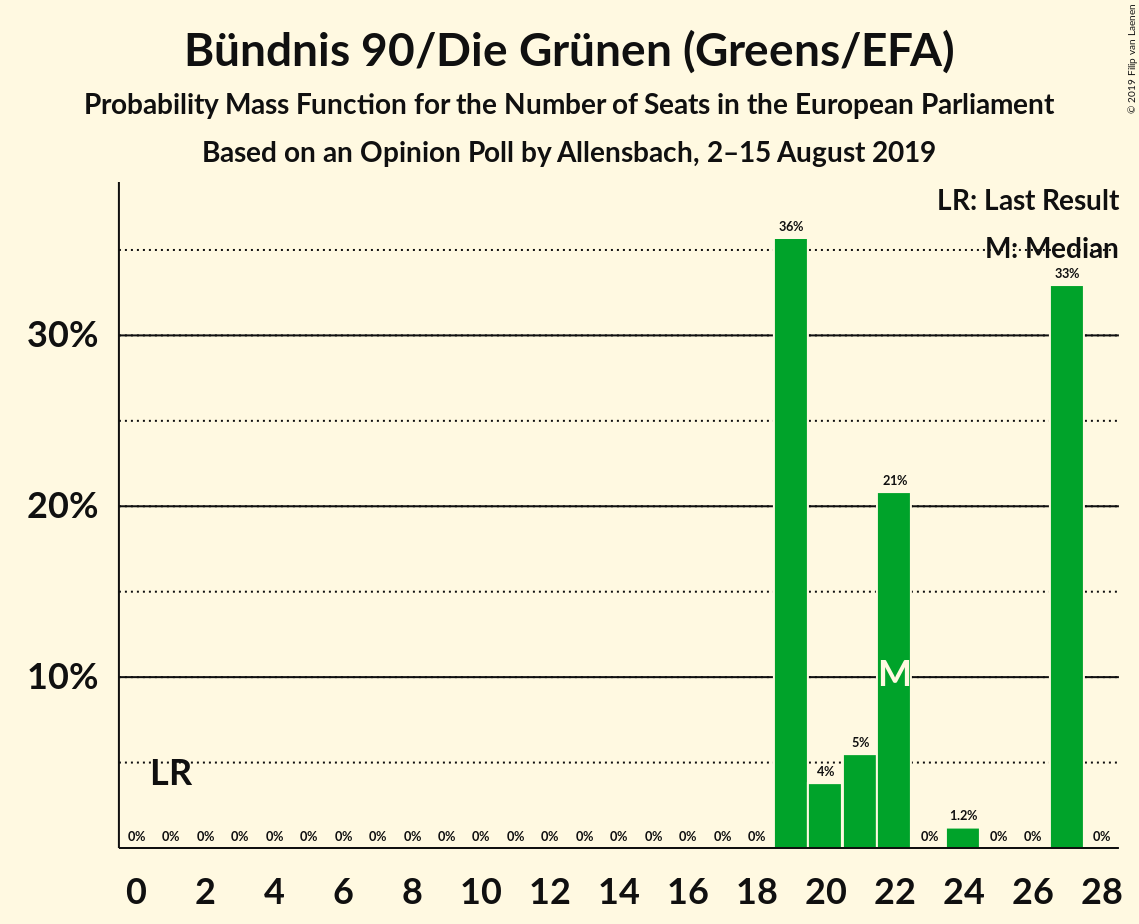 Bündnis 90/Die Grünen (Greens/EFA)
Probability Mass Function for the Number of Seats in the European Parliament
Based on an Opinion Poll by Allensbach, 2–15 August 2019
© 2019 Filip van Laenen
LR: Last Result
M: Median
36%
33%
30%
21%
20%
M
10%
5%
LR
4%
1.2%
0% 0% 0% 0% 0% 0% 0% 0% 0% 0% 0% 0% 0% 0% 0% 0% 0% 0% 0% 0% 0% 0% 0%
0 2 4 6 8 10 12 14 16 18 20 22 24 26 28